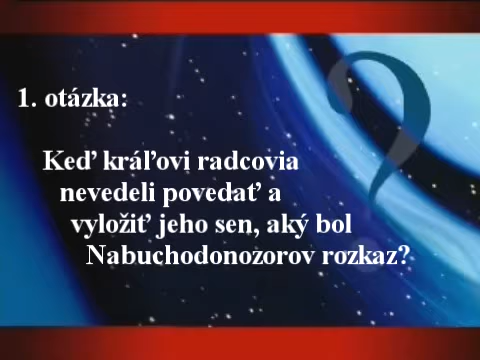 1. otázka:
Keď kráľovi radcovia
nevedeli povedať a
vyložiť jeho sen, aký bol
Nabuchodonozorov rozkaz?